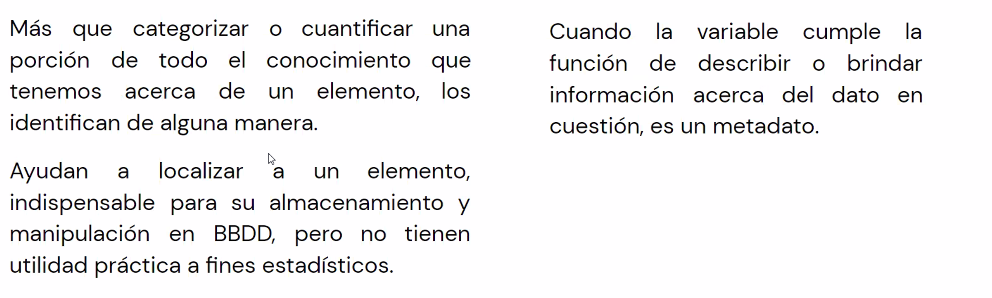 Más que categorizar o cuantificar una
porción de todo el conocimiento que
tenemos acerca de un elemento, los
identifican de alguna manera.
Ayudan a localizar a un elemento,
indispensable para su almacenamiento y
manipulación en BBDD, pero no tienen
utilidad práctica a fines estadísticos.
Cuando la variable cumple la
función de describir o brindar
información acerca del dato en
cuestión, es un metadato.